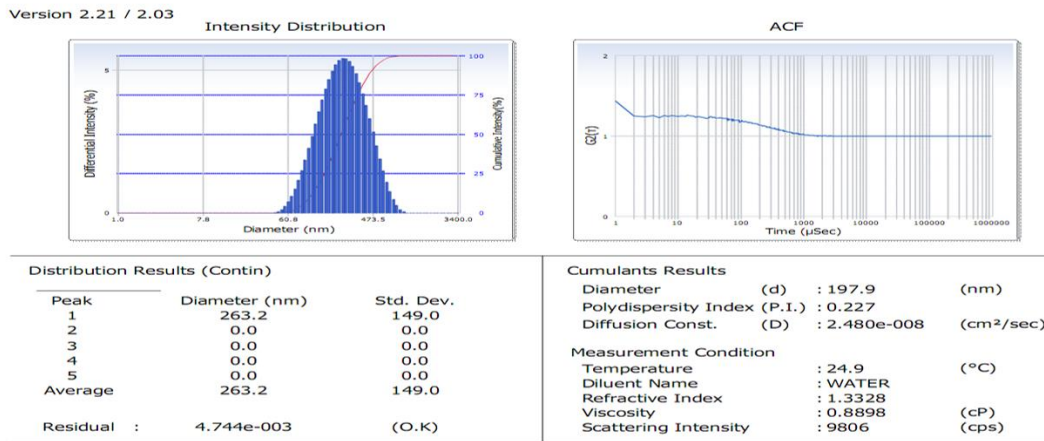 Version 2.21 / 2.03
Intensity Distribution
Differential Intensity (%)
5
0
1.0 7.8 60.8 473.5 3400.0
Diameter (nm)
100
75
50
25
0
Cumulative Intensity(%)
ACF
G2(τ)
2
1
0
1 10 100 1000 10000 100000 1000000
Time (µSec)
Distribution Results (Contin)
Peak Diameter (nm) Std. Dev.
1 263.2 149.0
2 0.0 0.0
3 0.0 0.0
4 0.0 0.0
5 0.0 0.0
Average 263.2 149.0
Residual : 4.744e-003 (O.K)
Cumulants Results
Diameter (d) : 197.9 (nm)
Polydispersity Index (P.I.) : 0.227
Diffusion Const. (D) : 2.480e-008 (cm²/sec)
Measurement Condition
Temperature : 24.9 (°C)
Diluent Name : WATER
Refractive Index : 1.3328
Viscosity : 0.8898 (cP)
Scattering Intensity : 9806 (cps)